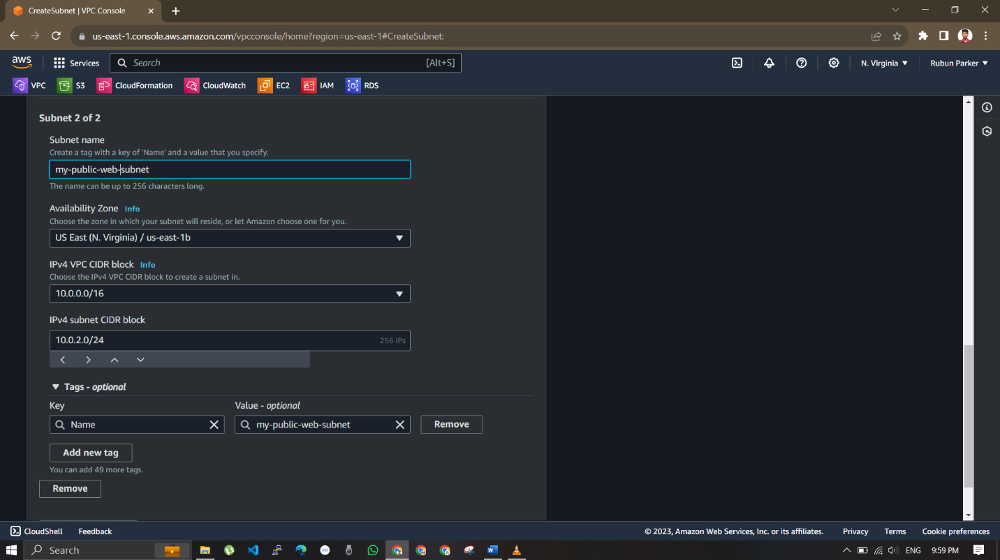 CreateSubnet | VPC Console
us-east-1.console.aws.amazon.com/vpcconsole/home?region=us-east-1#CreateSubnet:
aws
Services
Search
[Alt+S]
N. Virginia
Rubun Parker
VPC
S3
CloudFormation
CloudWatch
EC2
IAM
RDS
Subnet 2 of 2
Subnet name
Create a tag with a key of 'Name' and a value that you specify.
my-public-web-subnet
The name can be up to 256 characters long.
Availability Zone Info
Choose the zone in which your subnet will reside, or let Amazon choose one for you.
US East (N. Virginia) / us-east-1b
IPv4 VPC CIDR block Info
Choose the IPv4 VPC CIDR block to create a subnet in.
10.0.0.0/16
IPv4 subnet CIDR block
10.0.2.0/24 256 IPs
Tags - optional
Key Value - optional
Name my-public-web-subnet Remove
Add new tag
You can add 49 more tags.
Remove
CloudShell Feedback © 2023, Amazon Web Services, Inc. or its affiliates. Privacy Terms Cookie preferences
Search ENG 9:59 PM